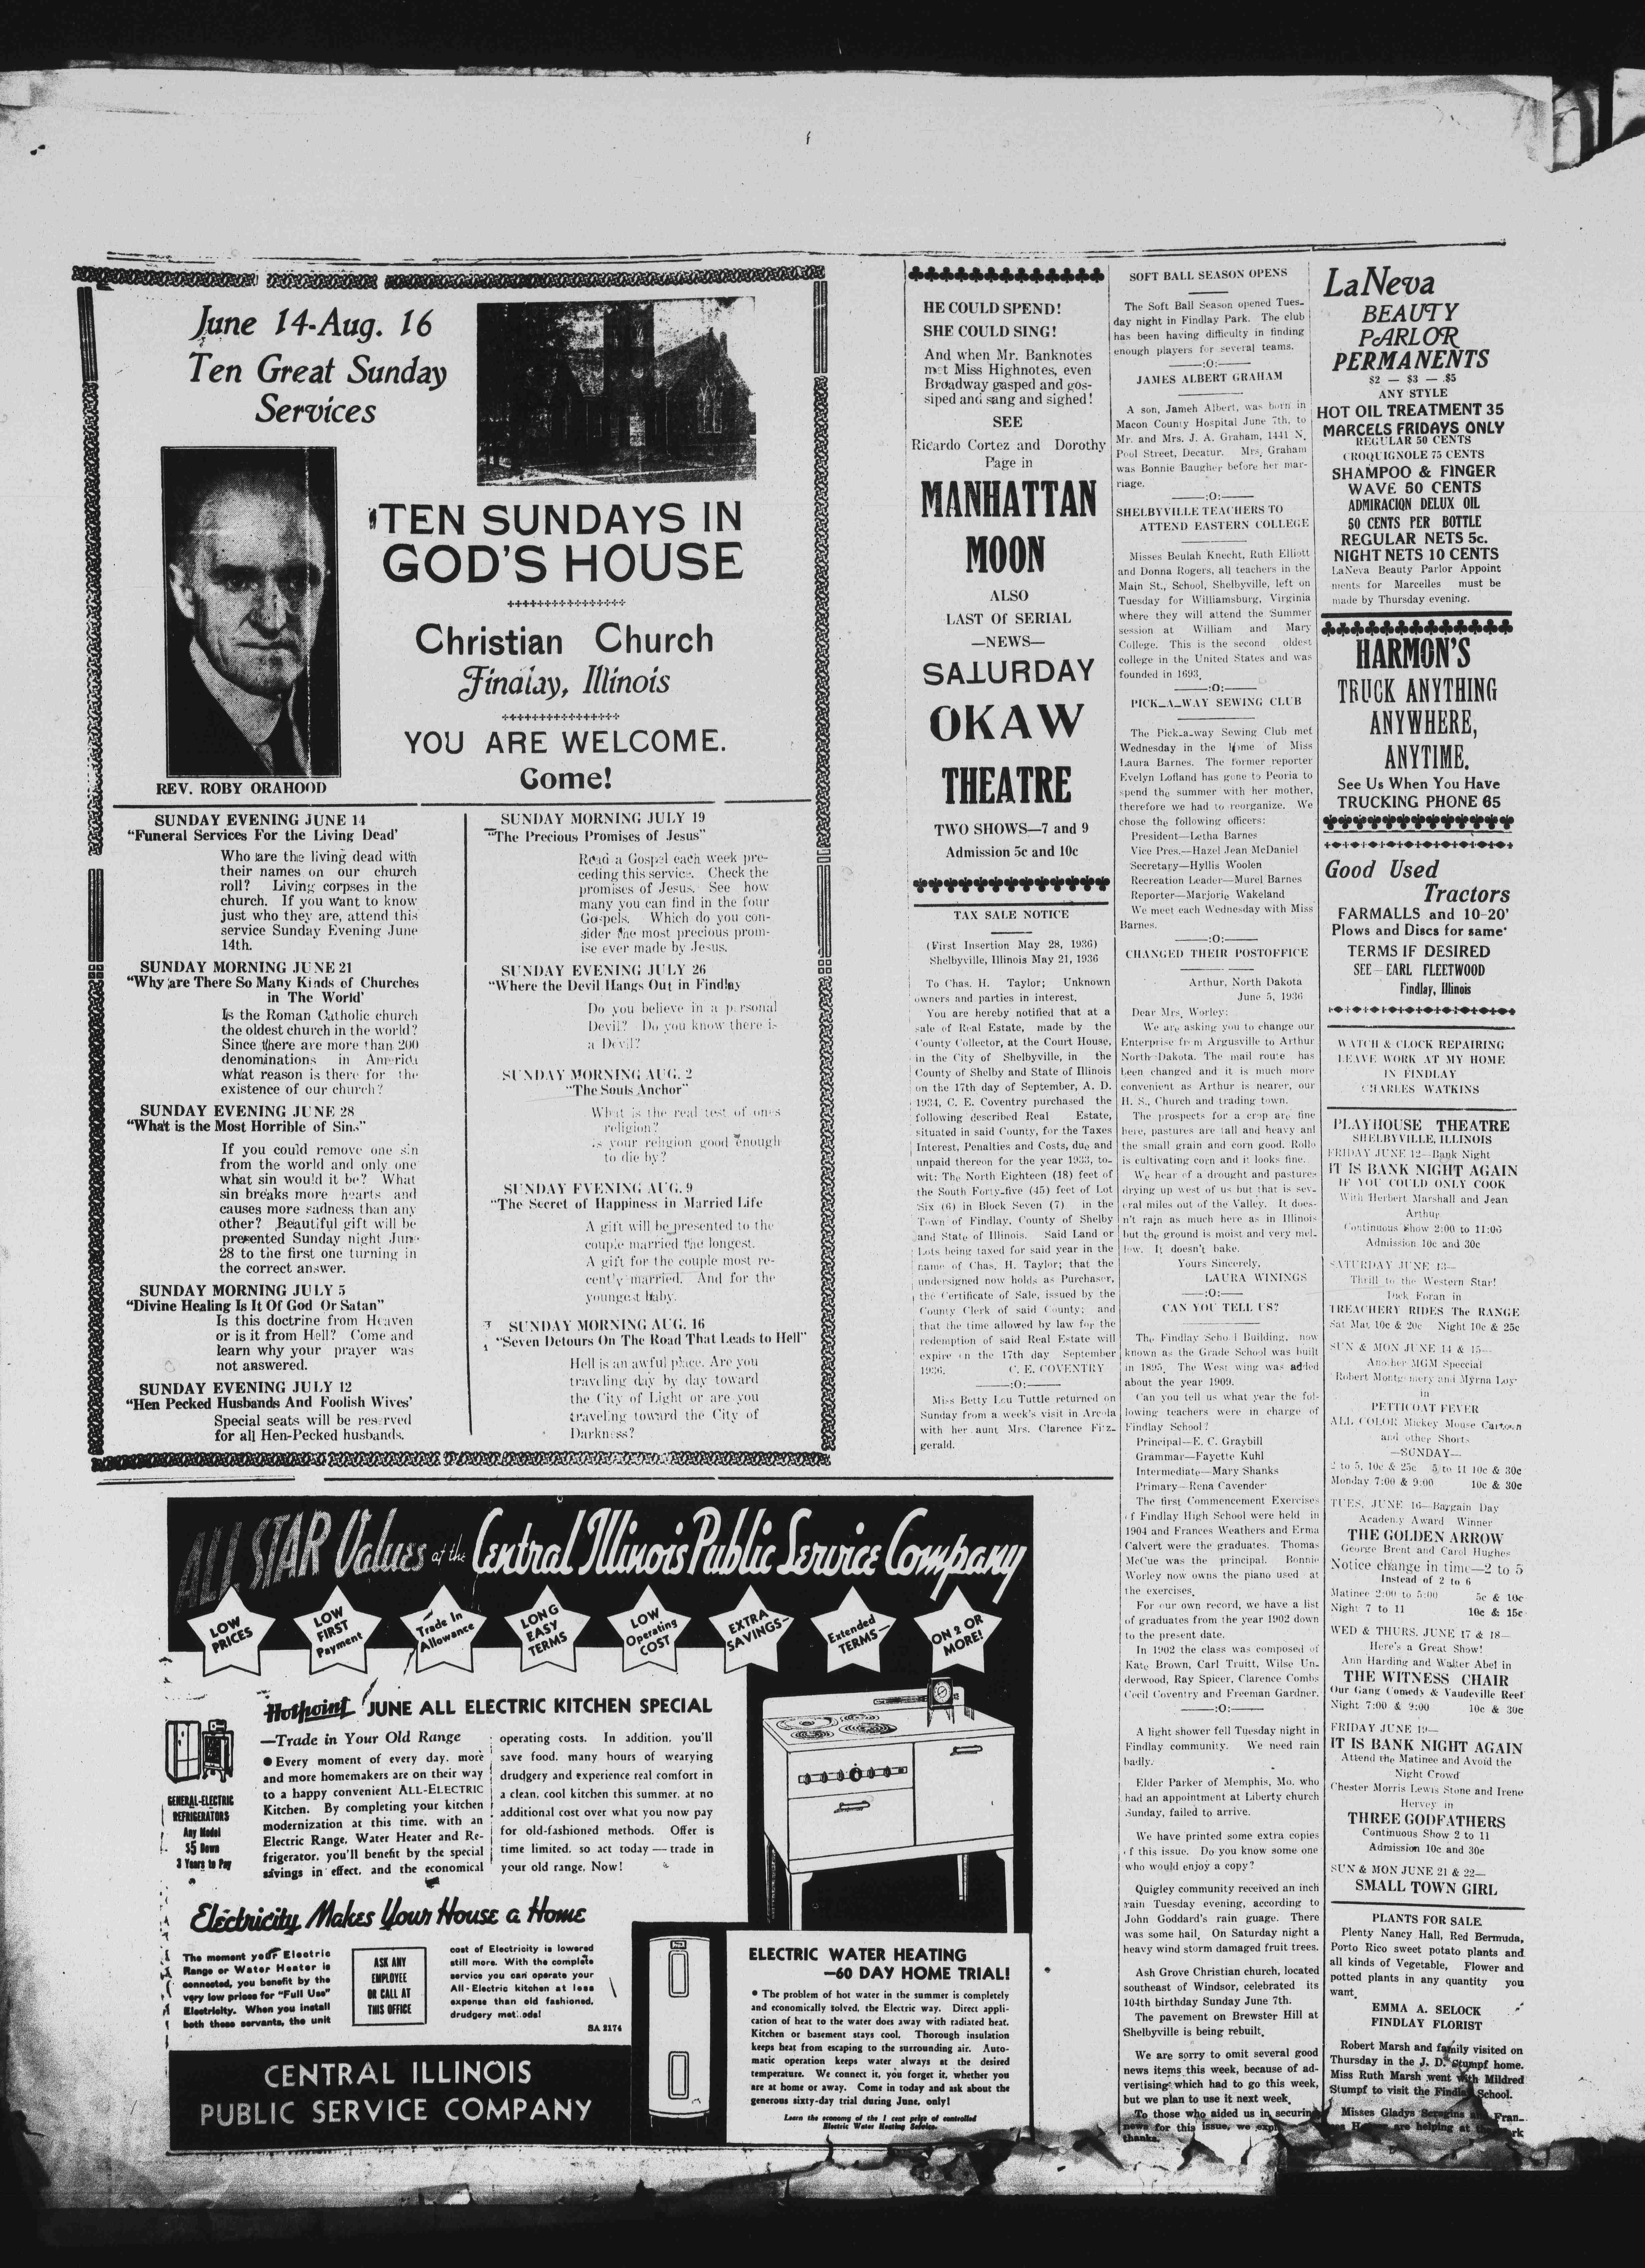 June 14-Aug. 16
Ten Great Sunday
Services
REV. ROBY ORAHOOD
TEN SUNDAYS IN
GOD'S HOUSE
Christian Church
Finalay, Illinois
YOU ARE WELCOME.
Come!
SUNDAY EVENING JUNE 14
"Funeral Services For the Living Dead'
Who are the living dead with
their names on our church
roll? Living corpses in the
church. If you want to know
just who they are, attend this
service Sunday Evening June
14th.
SUNDAY MORNING JUNE 21
"Why are There So Many Kinds of Churches
in The World'
Is the Roman Catholic church
the oldest church in the world?
Since there are more than 200
denominations in America
what reason is there for the
existence of our church?
SUNDAY EVENING JUNE 28
"What is the Most Horrible of Sins"
If you could remove one sin
from the world and only one
what sin would it be? What
sin breaks more hearts and
causes more sadness than any
other? Beautiful gift will be
presented Sunday night June
28 to the first one turning in
the correct answer.
SUNDAY MORNING JULY 5
"Divine Healing Is It Of God Or Satan"
Is this doctrine from Heaven
or is it from Hell? Come and
learn why your prayer was
not answered.
SUNDAY EVENING JULY 12
"Hen Pecked Husbands And Foolish Wives'
Special seats will be reserved
for all Hen-Pecked husbands.
SUNDAY MORNING JULY 19
"The Precious Promises of Jesus"
Read a Gospel each week pre-
ceding this service. Check the
promises of Jesus. See how
many you can find in the four
Gospels. Which do you con-
sider the most precious prom-
ise ever made by Jesus.
SUNDAY EVENING JULY 26
"Where the Devil Hangs Out in Findlay
Do you believe in a personal
Devil? Do you know there is
a Devil?
SUNDAY MORNING AUG. 2
"The Souls Anchor"
What is the real test of ones
religion?
is your religion good enough
to die by?
SUNDAY EVENING AUG. 9
"The Secret of Happiness in Married Life
A gift will be presented to the
couple married the longest.
A gift for the couple most re-
cently married. And for the
youngest baby.
SUNDAY MORNING AUG. 16
"Seven Detours On The Road That Leads to Hell"
Hell is an awful place. Are you
traveling day by day toward
the City of Light or are you
traveling toward the City of
Darkness?
ALL STAR Values at the Central Illinois Public Service Company
LOW PRICES
LOW FIRST Payment
Trade In Allowance
LONG EASY TERMS
LOW Operating COST
EXTRA SAVINGS—
Extended TERMS—
ON 2 OR MORE!
Hotpoint JUNE ALL ELECTRIC KITCHEN SPECIAL
—Trade in Your Old Range
Every moment of every day, more
and more homemakers are on their way
to a happy convenient ALL-ELECTRIC
Kitchen. By completing your kitchen
modernization at this time, with an
Electric Range, Water Heater and Re-
frigerator, you'll benefit by the special
savings in effect, and the economical
operating costs. In addition, you'll
save food, many hours of wearying
drudgery and experience real comfort in
a clean, cool kitchen this summer, at no
additional cost over what you now pay
for old-fashioned methods. Offer is
time limited, so act today — trade in
your old range, Now!
GENERAL-ELECTRIC
REFRIGERATORS
Any Model
$5 Down
3 Years to Pay
Electricity Makes Your House a Home
The moment your Electric
Range or Water Heater is
connected, you benefit by the
very low prices for "Full Use"
Electricity. When you install
both these servants, the unit
ASK ANY
EMPLOYEE
OR CALL AT
THIS OFFICE
cost of Electricity is lowered
still more. With the complete
service you can operate your
All-Electric kitchen at less
expense than old fashioned,
drudgery methods!
SA 2174
ELECTRIC WATER HEATING
—60 DAY HOME TRIAL!
The problem of hot water in the summer is completely
and economically solved, the Electric way. Direct appli-
cation of heat to the water does away with radiated heat.
Kitchen or basement stays cool. Thorough insulation
keeps heat from escaping to the surrounding air. Auto-
matic operation keeps water always at the desired
temperature. We connect it, you forget it, whether you
are at home or away. Come in today and ask about the
generous sixty-day trial during June, only!
Learn the economy of the 1 cent price of controlled
Electric Water Heating Service.
CENTRAL ILLINOIS
PUBLIC SERVICE COMPANY
HE COULD SPEND!
SHE COULD SING!
And when Mr. Banknotes
met Miss Highnotes, even
Broadway gasped and gos-
siped and sang and sighed!
SEE
Ricardo Cortez and Dorothy
Page in
MANHATTAN
MOON
ALSO
LAST Of SERIAL
—NEWS—
SATURDAY
OKAW
THEATRE
TWO SHOWS—7 and 9
Admission 5c and 10c
TAX SALE NOTICE
(First Insertion May 28, 1936)
Shelbyville, Illinois May 21, 1936
To Chas. H. Taylor; Unknown
owners and parties in interest,
You are hereby notified that at a
sale of Real Estate, made by the
County Collector, at the Court House,
in the City of Shelbyville, in the
County of Shelby and State of Illinois
on the 17th day of September, A. D.
1934, C. E. Coventry purchased the
following described Real Estate,
situated in said County, for the Taxes
Interest, Penalties and Costs, due and
unpaid thereon for the year 1933, to-
wit: The North Eighteen (18) feet of
the South Forty-five (45) feet of Lot
Six (6) in Block Seven (7) in the
Town of Findlay, County of Shelby
and State of Illinois. Said Land or
Lots being taxed for said year in the
name of Chas. H. Taylor; that the
undersigned now holds as Purchaser,
the Certificate of Sale, issued by the
County Clerk of said County; and
that the time allowed by law for the
redemption of said Real Estate will
expire on the 17th day September
1936. C. E. COVENTRY
—:O:—
Miss Betty Lou Tuttle returned on
Sunday from a week's visit in Arcola
with her aunt Mrs. Clarence Fitz-
gerald.
SOFT BALL SEASON OPENS
The Soft Ball Season opened Tues-
day night in Findlay Park. The club
has been having difficulty in finding
enough players for several teams.
—:O:—
JAMES ALBERT GRAHAM
A son, Jameh Albert, was born in
Macon County Hospital June 7th, to
Mr. and Mrs. J. A. Graham, 1441 N.
Pool Street, Decatur. Mrs. Graham
was Bonnie Baugher before her mar-
riage.
—:O:—
SHELBYVILLE TEACHERS TO
ATTEND EASTERN COLLEGE
Misses Beulah Knecht, Ruth Elliott
and Donna Rogers, all teachers in the
Main St., School, Shelbyville, left on
Tuesday for Williamsburg, Virginia
where they will attend the Summer
session at William and Mary
College. This is the second oldest
college in the United States and was
founded in 1693.
—:O:—
PICK-A-WAY SEWING CLUB
The Pick-a-way Sewing Club met
Wednesday in the home of Miss
Laura Barnes. The former reporter
Evelyn Lofland has gone to Peoria to
spend the summer with her mother,
therefore we had to reorganize. We
chose the following officers:
President—Letha Barnes
Vice Pres.—Hazel Jean McDaniel
Secretary—Hyllis Woolen
Recreation Leader—Murel Barnes
Reporter—Marjorie Wakeland
We meet each Wednesday with Miss
Barnes.
—:O:—
CHANGED THEIR POSTOFFICE
Arthur, North Dakota
June 5, 1936
Dear Mrs. Worley:
We are asking you to change our
Enterprise from Argusville to Arthur
North Dakota. The mail route has
been changed and it is much more
convenient as Arthur is nearer, our
H. S., Church and trading town.
The prospects for a crop are fine
here, pastures are tall and heavy and
the small grain and corn good. Rollo
is cultivating corn and it looks fine.
We hear of a drought and pastures
drying up west of us but that is sev-
eral miles out of the Valley. It does-
n't rain as much here as in Illinois
but the ground is moist and very mel-
low. It doesn't bake.
Yours Sincerely,
LAURA WININGS
—:O:—
CAN YOU TELL US?
The Findlay School Building, now
known as the Grade School was built
in 1895. The West wing was added
about the year 1909.
Can you tell us what year the fol-
lowing teachers were in charge of
Findlay School?
Principal—E. C. Graybill
Grammar—Fayette Kuhl
Intermediate—Mary Shanks
Primary—Rena Cavender
The first Commencement Exercises
of Findlay High School were held in
1904 and Frances Weathers and Erma
Calvert were the graduates. Thomas
McCue was the principal. Bonnie
Worley now owns the piano used at
the exercises.
For our own record, we have a list
of graduates from the year 1902 down
to the present date.
In 1902 the class was composed of
Kate Brown, Carl Truitt, Wilse Un-
derwood, Ray Spicer, Clarence Combs
Cecil Coventry and Freeman Gardner.
—:O:—
A light shower fell Tuesday night in
Findlay community. We need rain
badly.
Elder Parker of Memphis, Mo. who
had an appointment at Liberty church
Sunday, failed to arrive.
We have printed some extra copies
of this issue. Do you know some one
who would enjoy a copy?
Quigley community received an inch
rain Tuesday evening, according to
John Goddard's rain guage. There
was some hail. On Saturday night a
heavy wind storm damaged fruit trees.
Ash Grove Christian church, located
southeast of Windsor, celebrated its
104th birthday Sunday June 7th.
The pavement on Brewster Hill at
Shelbyville is being rebuilt.
We are sorry to omit several good
news items this week, because of ad-
vertising which had to go this week,
but we plan to use it next week.
To those who aided us in securing
news for this issue, we
thanks.
LaNeva
BEAUTY
PARLOR
PERMANENTS
$2 — $3 — $5
ANY STYLE
HOT OIL TREATMENT 35
MARCELS FRIDAYS ONLY
REGULAR 50 CENTS
CROQUIGNOLE 75 CENTS
SHAMPOO & FINGER
WAVE 50 CENTS
ADMIRACION DELUX OIL
50 CENTS PER BOTTLE
REGULAR NETS 5c.
NIGHT NETS 10 CENTS
LaNeva Beauty Parlor Appoint
ments for Marcelles must be
made by Thursday evening.
HARMON'S
TRUCK ANYTHING
ANYWHERE,
ANYTIME.
See Us When You Have
TRUCKING PHONE 65
Good Used
Tractors
FARMALLS and 10-20'
Plows and Discs for same'
TERMS IF DESIRED
SEE — EARL FLEETWOOD
Findlay, Illinois
WATCH & CLOCK REPAIRING
LEAVE WORK AT MY HOME
IN FINDLAY
CHARLES WATKINS
PLAYHOUSE THEATRE
SHELBYVILLE, ILLINOIS
FRIDAY JUNE 12—Bank Night
IT IS BANK NIGHT AGAIN
IF YOU COULD ONLY COOK
With Herbert Marshall and Jean
Arthur
Continuous Show 2:00 to 11:00
Admission 10c and 30c
SATURDAY JUNE 13—
Thrill to the Western Star!
Dick Foran in
TREACHERY RIDES The RANGE
Sat Mat. 10c & 20c Night 10c & 25c
SUN & MON JUNE 14 & 15—
Another MGM Speccial
Robert Montgomery and Myrna Loy
in
PETTICOAT FEVER
ALL COLOR Mickey Mouse Cartoon
and other Shorts
—SUNDAY—
2 to 5, 10c & 25c 5 to 11 10c & 30c
Monday 7:00 & 9:00 10c & 30c
TUES. JUNE 16—Bargain Day
Academy Award Winner
THE GOLDEN ARROW
George Brent and Carol Hughes
Notice change in time—2 to 5
Instead of 2 to 6
Matinee 2:00 to 5:00 5c & 10c
Night 7 to 11 10c & 15c
WED & THURS. JUNE 17 & 18—
Here's a Great Show!
Ann Harding and Walter Abel in
THE WITNESS CHAIR
Our Gang Comedy & Vaudeville Reel
Night 7:00 & 9:00 10c & 30c
FRIDAY JUNE 19—
IT IS BANK NIGHT AGAIN
Attend the Matinee and Avoid the
Night Crowd
Chester Morris Lewis Stone and Irene
Hervey in
THREE GODFATHERS
Continuous Show 2 to 11
Admission 10c and 30c
SUN & MON JUNE 21 & 22—
SMALL TOWN GIRL
PLANTS FOR SALE
Plenty Nancy Hall, Red Bermuda,
Porto Rico sweet potato plants and
all kinds of Vegetable, Flower and
potted plants in any quantity you
want.
EMMA A. SELOCK
FINDLAY FLORIST
Robert Marsh and family visited on
Thursday in the J. D. Stumpf home.
Miss Ruth Marsh went with Mildred
Stumpf to visit the Findlay School.
Misses Gladys Fran-
are helping at